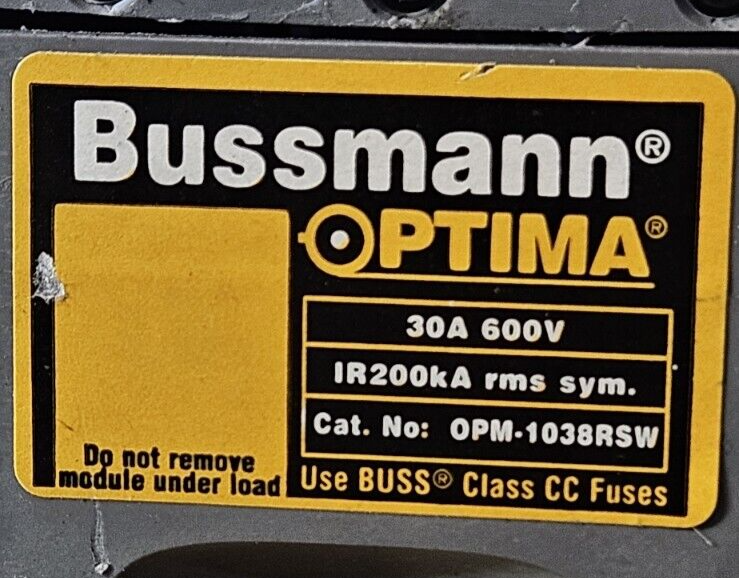 Bussmann®
OPTIMA®
30A 600V
IR200kA rms sym.
Cat. No: OPM-1038RSW
Do not remove
module under load
Use BUSS® Class CC Fuses